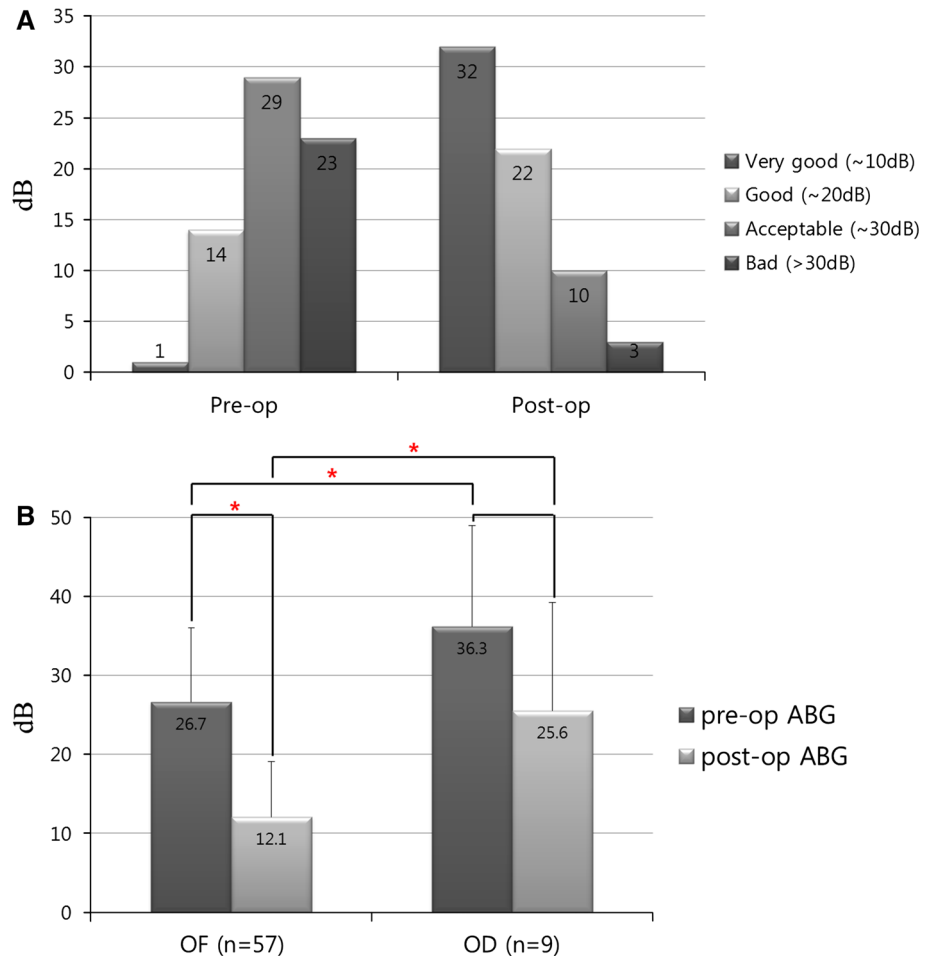 A
35
30
25
20
15
10
5
0
dB
1
14
29
23
32
22
10
3
Pre-op
Post-op
Very good (~10dB)
Good (~20dB)
Acceptable (~30dB)
Bad (>30dB)
B
*
*
*
50
40
30
20
10
0
dB
26.7
12.1
36.3
25.6
OF (n=57)
OD (n=9)
pre-op ABG
post-op ABG